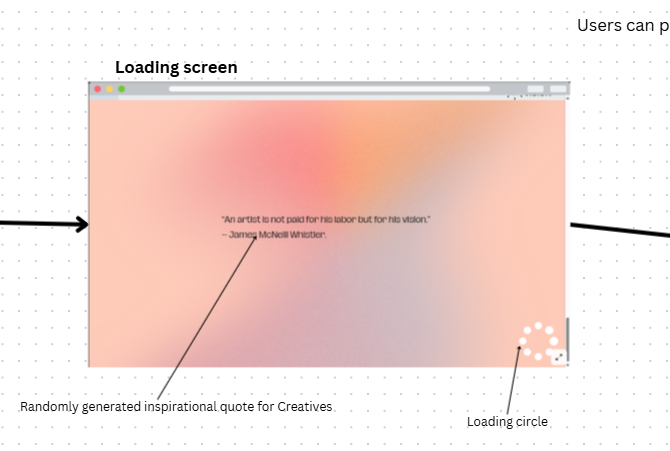 Users can p
Loading screen
"An artist is not paid for his labor but for his vision."
– James McNeill Whistler.
Randomly generated inspirational quote for Creatives
Loading circle